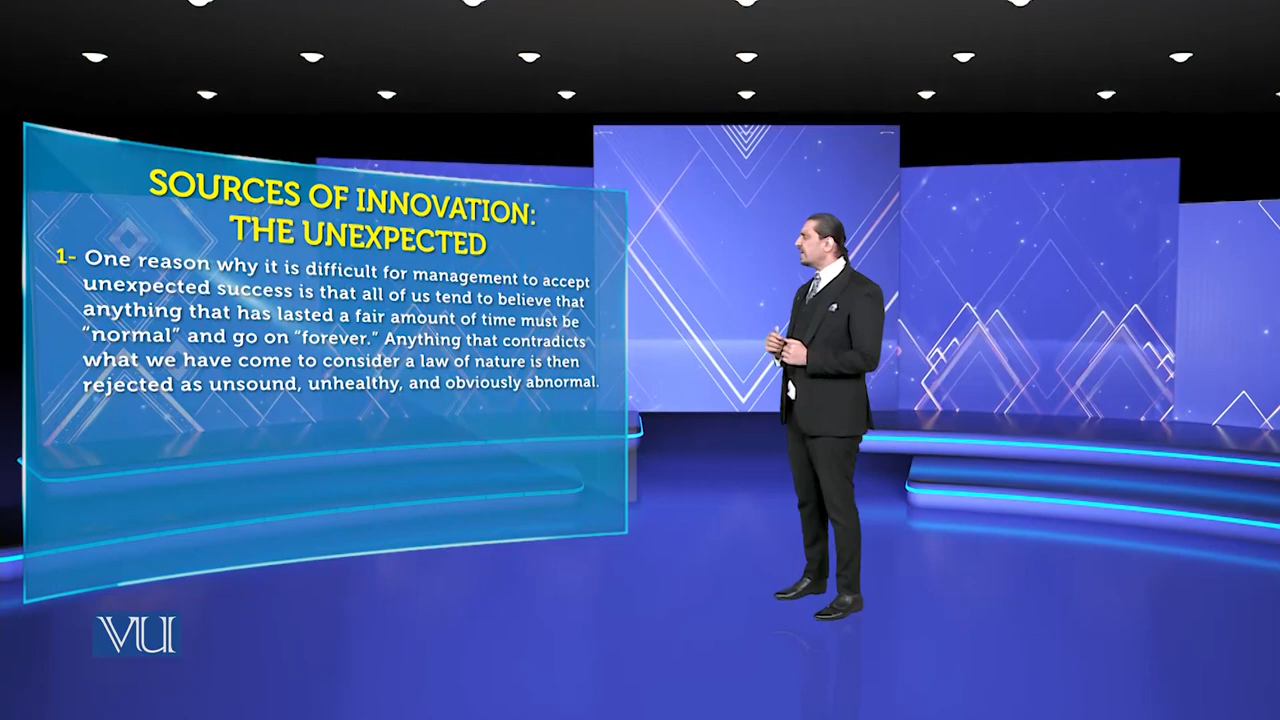 SOURCES OF INNOVATION:
THE UNEXPECTED
1- One reason why it is difficult for management to accept
unexpected success is that all of us tend to believe that
anything that has lasted a fair amount of time must be
“normal” and go on “forever.” Anything that contradicts
what we have come to consider a law of nature is then
rejected as unsound, unhealthy, and obviously abnormal.
VU